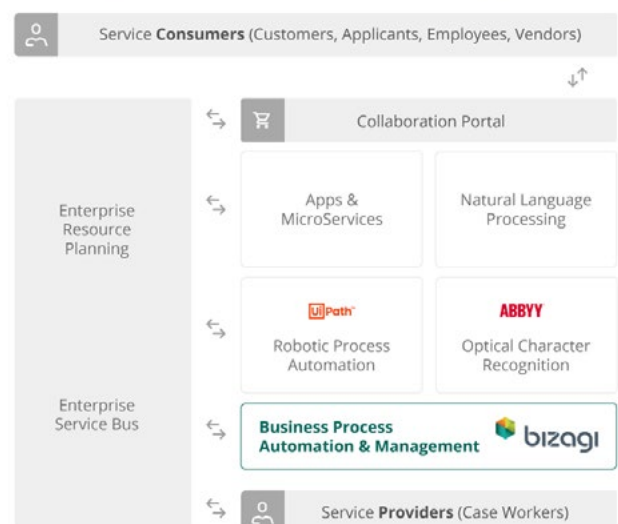 Service Consumers (Customers, Applicants, Employees, Vendors)
Collaboration Portal
Enterprise
Resource
Planning
Apps &
MicroServices
Natural Language
Processing
UiPath™
Robotic Process
Automation
ABBYY
Optical Character
Recognition
Enterprise
Service Bus
Business Process
Automation & Management
bizagi
Service Providers (Case Workers)